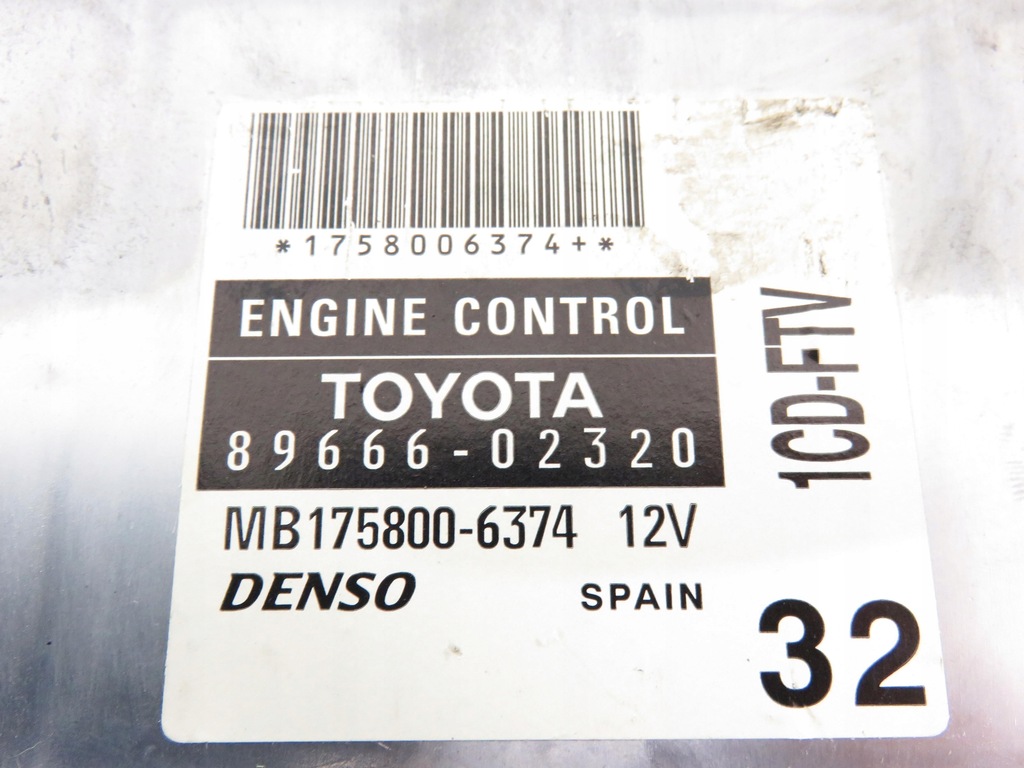 *1758006374+*
ENGINE CONTROL
TOYOTA
89666-02320
MB175800-6374 12V
DENSO SPAIN
1CD-FTV
32